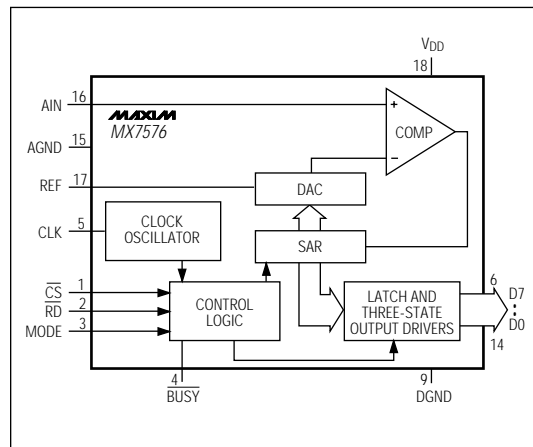 VDD
18
16
AIN
+
MAXIM
MX7576
COMP
15
AGND
−
17
REF
DAC
5
CLK
CLOCK
OSCILLATOR
SAR
6
D7
D0
14
1
CS
2
RD
3
MODE
CONTROL
LOGIC
LATCH AND
THREE-STATE
OUTPUT DRIVERS
4
BUSY
9
DGND